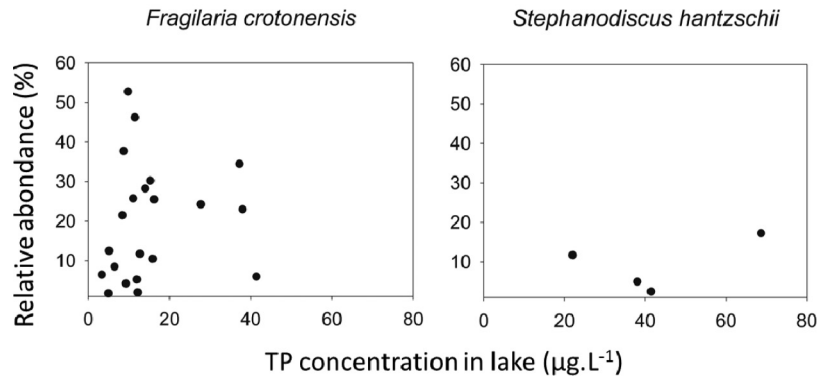 Fragilaria crotonensis
Stephanodiscus hantzschii
Relative abondance (%)
60
50
40
30
20
10
0 20 40 60 80
60
50
40
30
20
10
0 20 40 60 80
TP concentration in lake (µg.L-1)